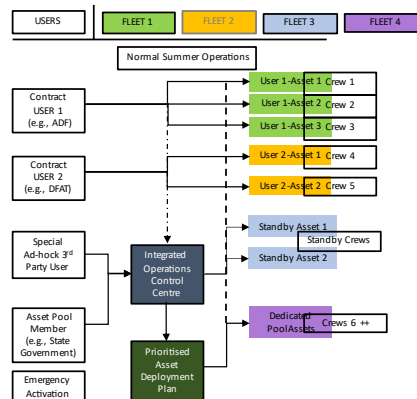 USERS
FLEET 1
FLEET 2
FLEET 3
FLEET 4
Normal Summer Operations
Contract
USER 1
(e.g., ADF)
User 1-Asset 1
Crew 1
User 1-Asset 2
Crew 2
User 1-Asset 3
Crew 3
Contract
USER 2
(e.g., DFAT)
User 2-Asset 1
Crew 4
User 2-Asset 2
Crew 5
Special
Ad-hock 3rd
Party User
Integrated
Operations
Control
Centre
Standby Asset 1
Standby Crews
Standby Asset 2
Asset Pool
Member
(e.g., State
Government)
Prioritised
Asset
Deployment
Plan
Dedicated
PoolAssets
Crews 6 ++
Emergency
Activation